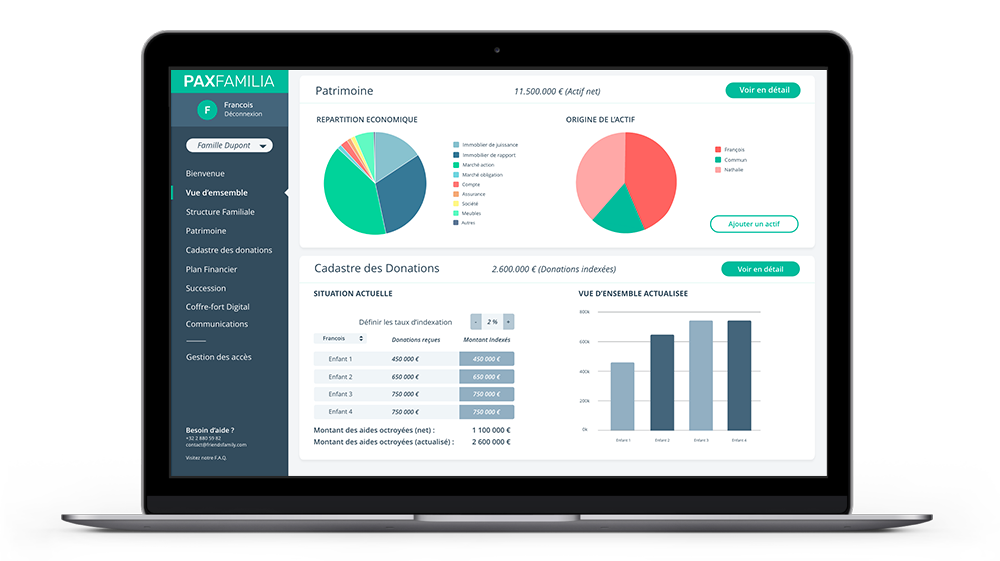 PAXFAMILIA
F
Francois
Déconnexion
Famille Dupont
Bienvenue
Vue d'emsemble
Structure Familiale
Patrimoine
Cadastre des donations
Plan Financier
Succession
Coffre-fort Digital
Communications
Gestion des accès
Besoin d'aide ?
+32 2 880 59 82
contact@friendsfamily.com
Visitez notre F.A.Q.
Patrimoine
11.500.000 € (Actif net)
Voir en détail
REPARTITION ECONOMIQUE
Immobilier de jouissance
Immobilier de rapport
Marché action
Marché obligation
Compte
Assurance
Société
Meubles
Autres
ORIGINE DE L'ACTIF
François
Commun
Nathalie
Ajouter un actif
Cadastre des Donations
2.600.000 € (Donations indexées)
Voir en détail
SITUATION ACTUELLE
Définir les taux d'indexation
- 2 % +
Francois Donations reçues Montant Indexés
Enfant 1 450 000 € 450 000 €
Enfant 2 650 000 € 650 000 €
Enfant 3 750 000 € 750 000 €
Enfant 4 750 000 € 750 000 €
Montant des aides octroyées (net) : 1 100 000 €
Montant des aides octroyées (actualisé) : 2 600 000 €
VUE D'ENSEMBLE ACTUALISEE
800k
600k
400k
200k
0k
Enfant 1 Enfant 2 Enfant 3 Enfant 4